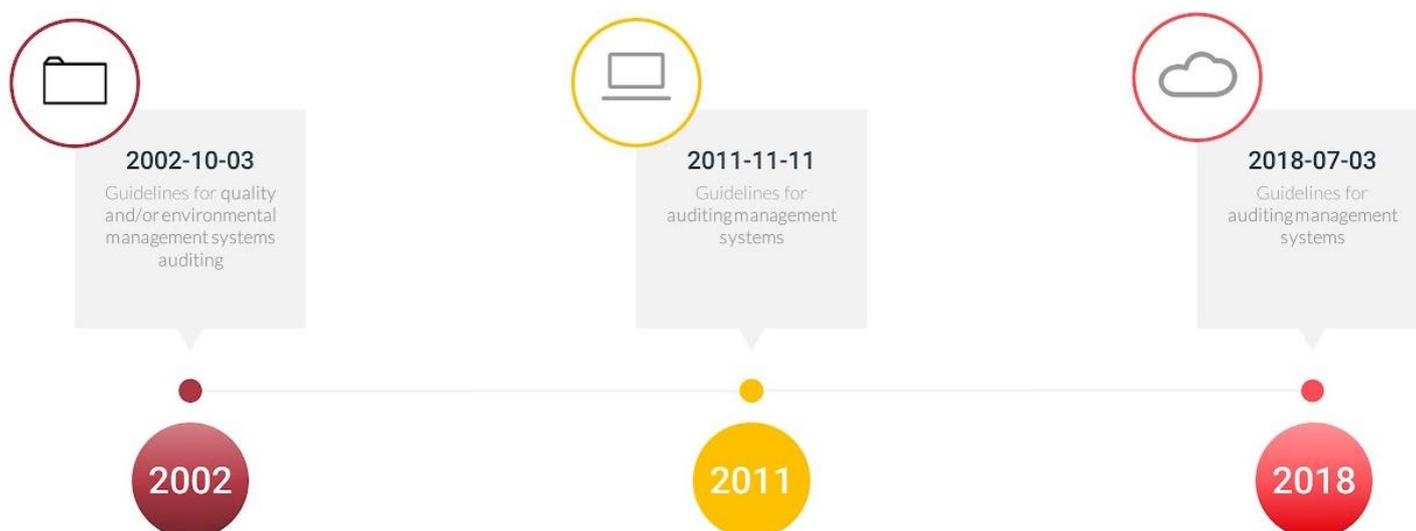 2002-10-03
Guidelines for quality
and/or environmental
management systems
auditing
2011-11-11
Guidelines for
auditing management
systems
2018-07-03
Guidelines for
auditing management
systems
2002
2011
2018